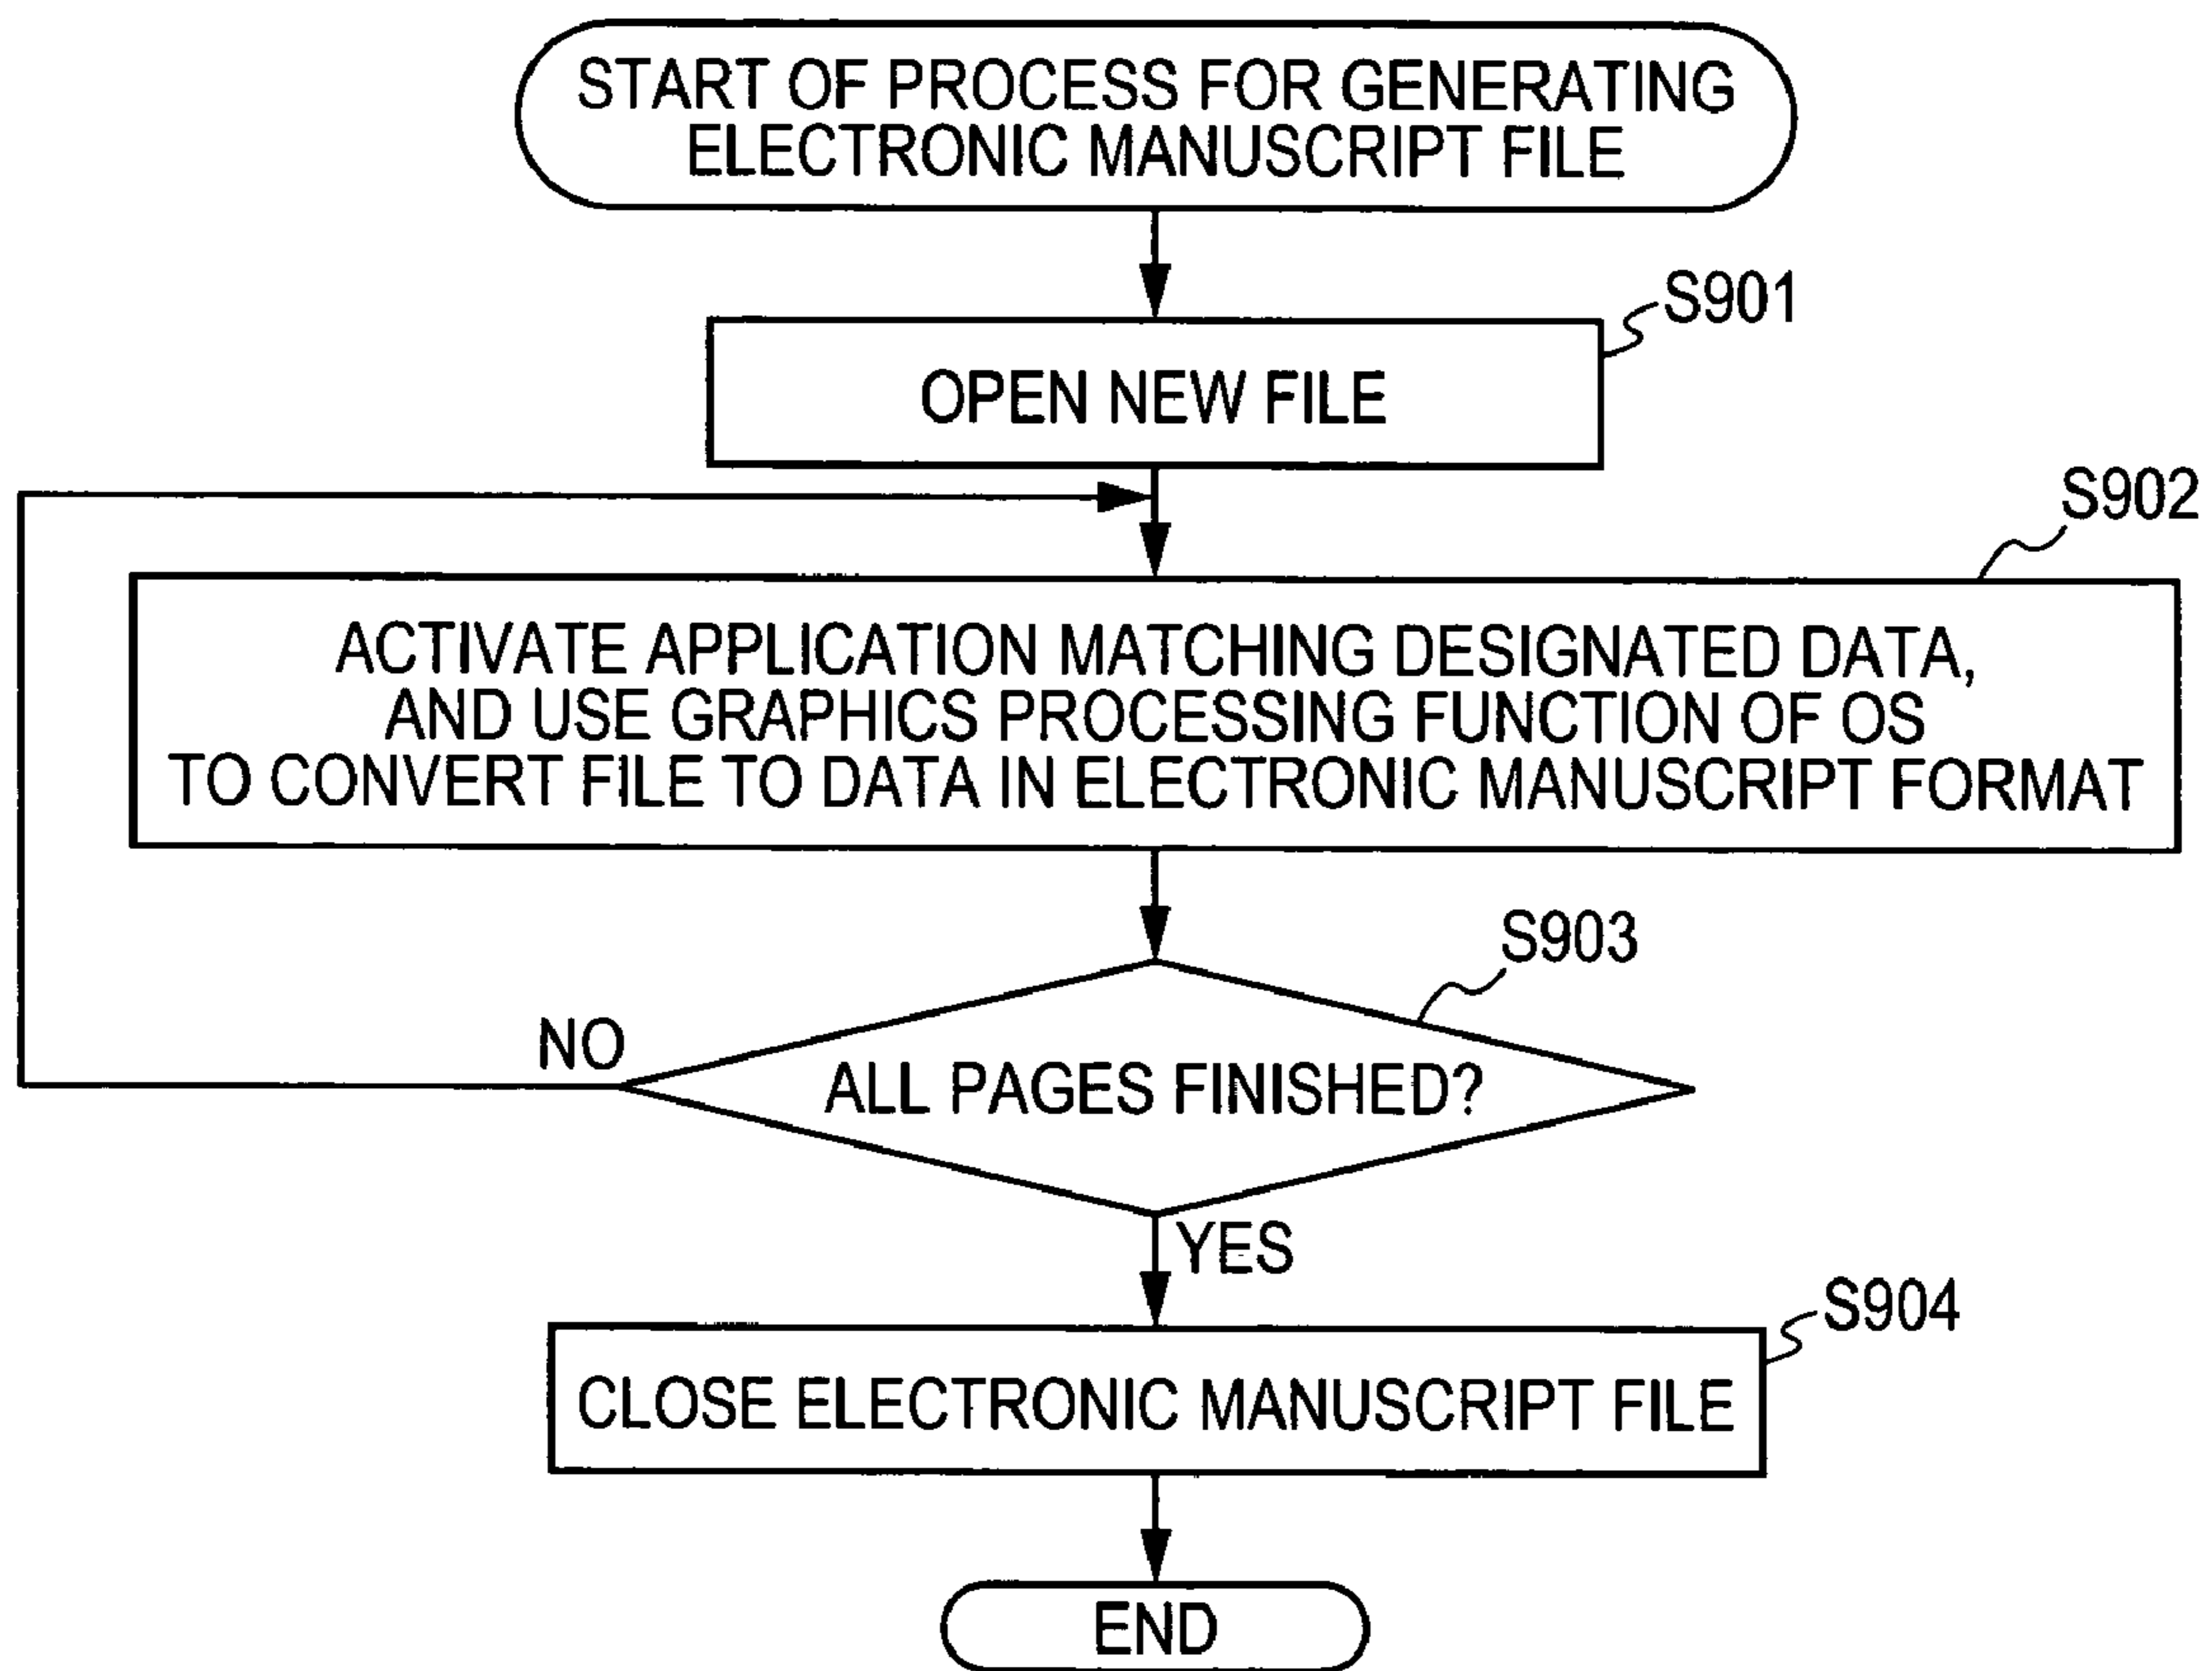 START OF PROCESS FOR GENERATING
ELECTRONIC MANUSCRIPT FILE
S901
OPEN NEW FILE
S902
ACTIVATE APPLICATION MATCHING DESIGNATED DATA,
AND USE GRAPHICS PROCESSING FUNCTION OF OS
TO CONVERT FILE TO DATA IN ELECTRONIC MANUSCRIPT FORMAT
S903
NO
ALL PAGES FINISHED?
YES
S904
CLOSE ELECTRONIC MANUSCRIPT FILE
END